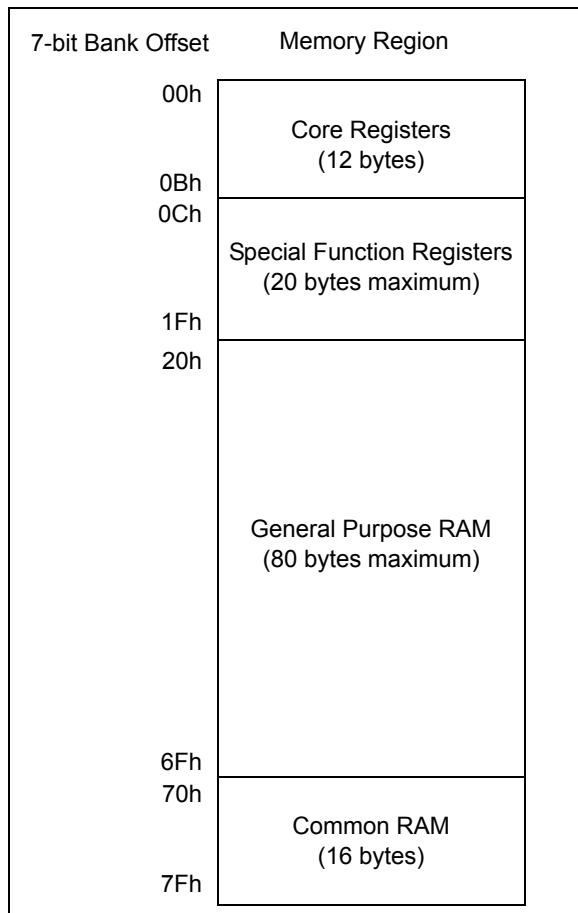 7-bit Bank Offset Memory Region
00h
Core Registers
(12 bytes)
0Bh
0Ch
Special Function Registers
(20 bytes maximum)
1Fh
20h
General Purpose RAM
(80 bytes maximum)
6Fh
70h
Common RAM
(16 bytes)
7Fh